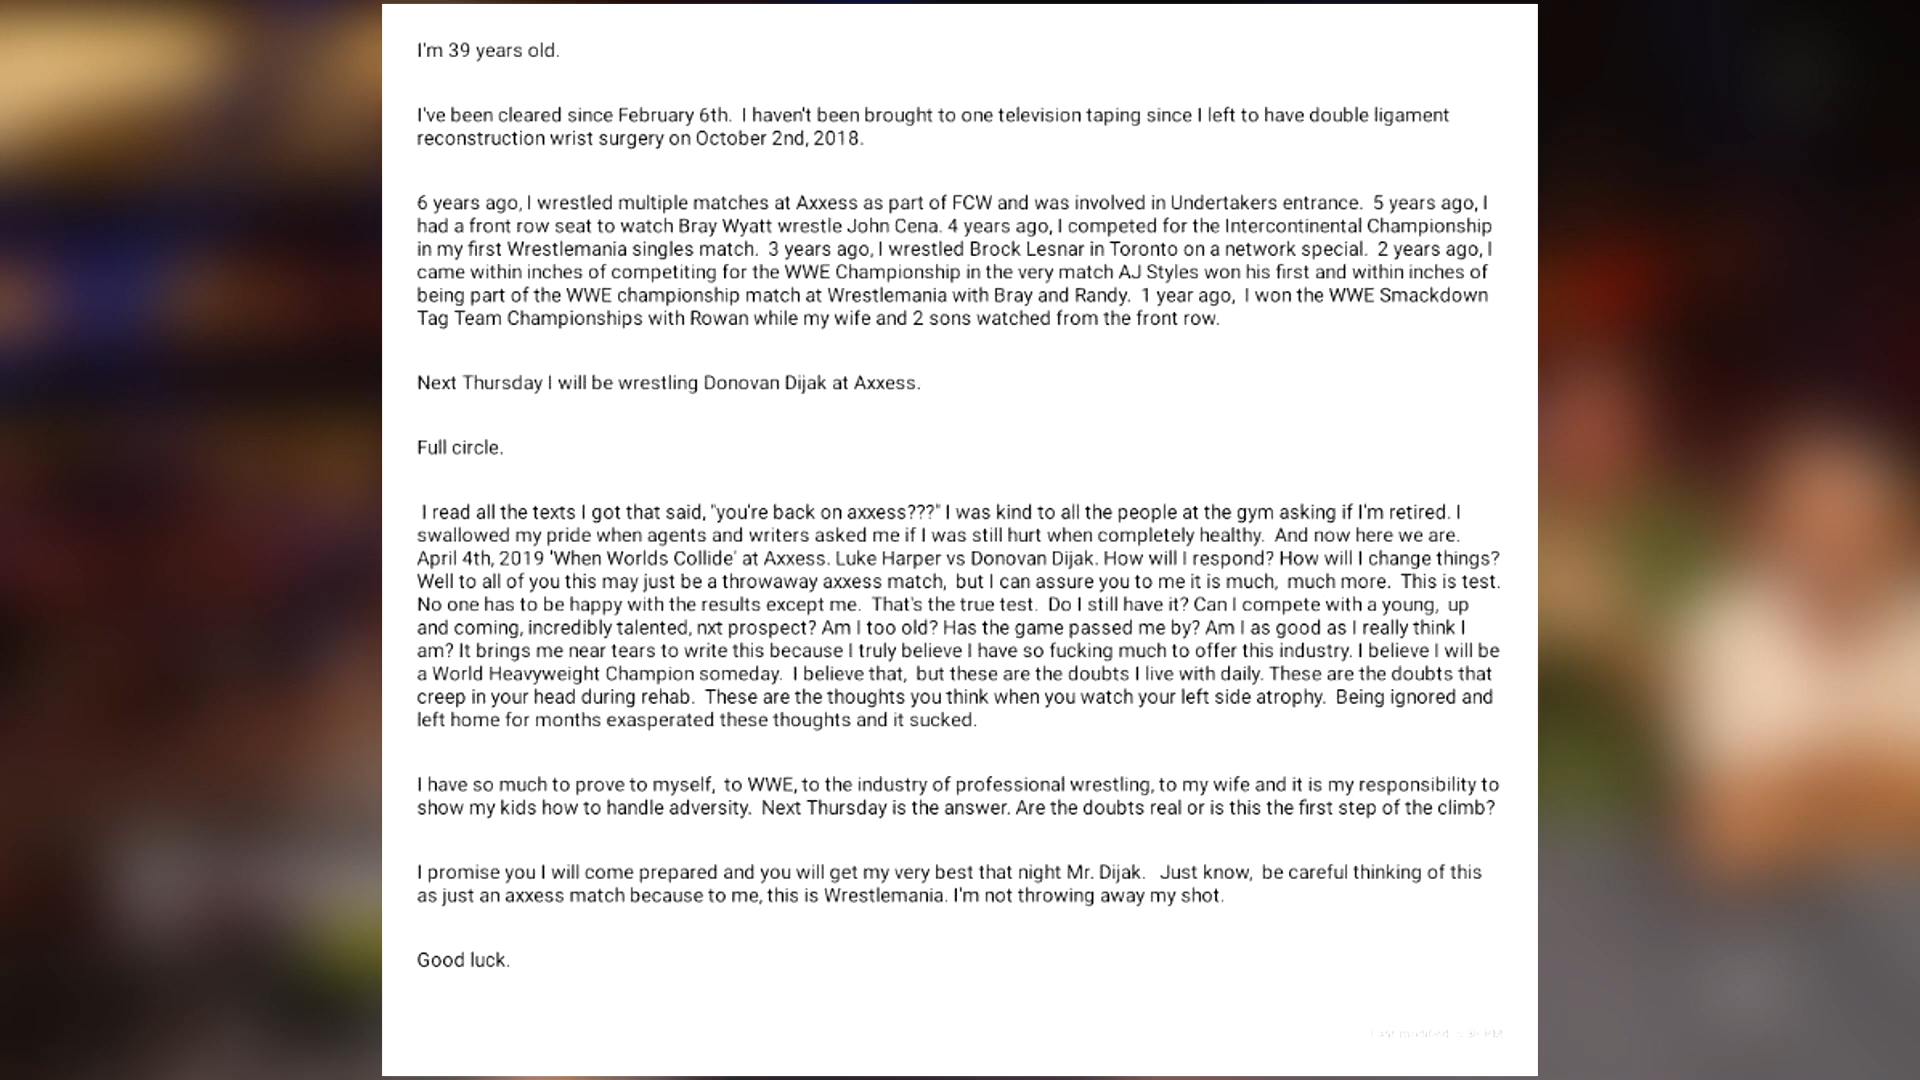 I'm 39 years old.
I've been cleared since February 6th.  I haven't been brought to one television taping since I left to have double ligament
reconstruction wrist surgery on October 2nd, 2018.
6 years ago, I wrestled multiple matches at Axxess as part of FCW and was involved in Undertakers entrance.  5 years ago, I
had a front row seat to watch Bray Wyatt wrestle John Cena. 4 years ago, I competed for the Intercontinental Championship
in my first Wrestlemania singles match.  3 years ago, I wrestled Brock Lesnar in Toronto on a network special.  2 years ago, I
came within inches of competing for the WWE Championship in the very match AJ Styles won his first and within inches of
being part of the WWE championship match at Wrestlemania with Bray and Randy.  1 year ago,  I won the WWE Smackdown
Tag Team Championships with Rowan while my wife and 2 sons watched from the front row.
Next Thursday I will be wrestling Donovan Dijak at Axxess.
Full circle.
I read all the texts I got that said, "you're back on axxess???" I was kind to all the people at the gym asking if I'm retired. I
swallowed my pride when agents and writers asked me if I was still hurt when completely healthy.  And now here we are.
April 4th, 2019 'When Worlds Collide' at Axxess. Luke Harper vs Donovan Dijak. How will I respond? How will I change things?
Well to all of you this may just be a throwaway axxess match,  but I can assure you to me it is much,  much more.  This is test.
No one has to be happy with the results except me.  That's the true test.  Do I still have it? Can I compete with a young,  up
and coming, incredibly talented, nxt prospect? Am I too old? Has the game passed me by? Am I as good as I really think I
am? It brings me near tears to write this because I truly believe I have so fucking much to offer this industry. I believe I will be
a World Heavyweight Champion someday.  I believe that,  but these are the doubts I live with daily. These are the doubts that
creep in your head during rehab.  These are the thoughts you think when you watch your left side atrophy.  Being ignored and
left home for months exasperated these thoughts and it sucked.
I have so much to prove to myself,  to WWE, to the industry of professional wrestling, to my wife and it is my responsibility to
show my kids how to handle adversity.  Next Thursday is the answer. Are the doubts real or is this the first step of the climb?
I promise you I will come prepared and you will get my very best that night Mr. Dijak.   Just know,  be careful thinking of this
as just an axxess match because to me, this is Wrestlemania. I'm not throwing away my shot.
Good luck.
Last modified